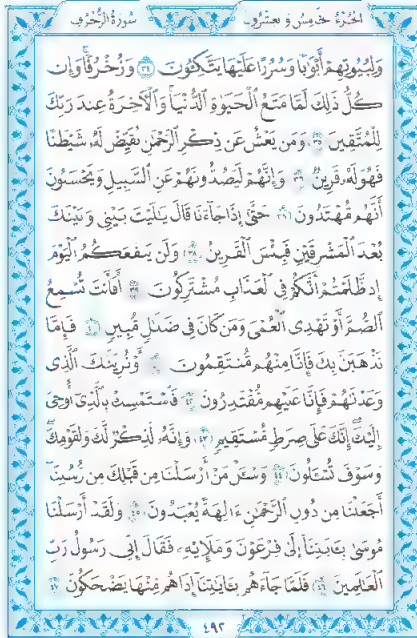 الجزء الخامس والعشرون سورة الزخرف
وَلِبُيُوتِهِمْ أَبْوَٰبًا وَسُرُرًا عَلَيْهَا يَتَّكِـُٔونَ ٣٤ وَزُخْرُفًا ۚ وَإِن
كُلُّ ذَٰلِكَ لَمَّا مَتَـٰعُ ٱلْحَيَوٰةِ ٱلدُّنْيَا ۚ وَٱلْـَٔاخِرَةُ عِندَ رَبِّكَ
لِلْمُتَّقِينَ ٣٥ وَمَن يَعْشُ عَن ذِكْرِ ٱلرَّحْمَـٰنِ نُقَيِّضْ لَهُۥ شَيْطَـٰنًا
فَهُوَ لَهُۥ قَرِينٌ ٣٦ وَإِنَّهُمْ لَيَصُدُّونَهُمْ عَنِ ٱلسَّبِيلِ وَيَحْسَبُونَ
أَنَّهُم مُّهْتَدُونَ ٣٧ حَتَّىٰٓ إِذَا جَآءَنَا قَالَ يَـٰلَيْتَ بَيْنِى وَبَيْنَكَ
بُعْدَ ٱلْمَشْرِقَيْنِ فَبِئْسَ ٱلْقَرِينُ ٣٨ وَلَن يَنفَعَكُمُ ٱلْيَوْمَ
إِذ ظَّلَمْتُمْ أَنَّكُمْ فِى ٱلْعَذَابِ مُشْتَرِكُونَ ٣٩ أَفَأَنتَ تُسْمِعُ
ٱلصُّمَّ أَوْ تَهْدِى ٱلْعُمْىَ وَمَن كَانَ فِى ضَلَـٰلٍ مُّبِينٍ ٤٠ فَإِمَّا
نَذْهَبَنَّ بِكَ فَإِنَّا مِنْهُم مُّنتَقِمُونَ ٤١ أَوْ نُرِيَنَّكَ ٱلَّذِى
وَعَدْنَـٰهُمْ فَإِنَّا عَلَيْهِم مُّقْتَدِرُونَ ٤٢ فَٱسْتَمْسِكْ بِٱلَّذِىٓ أُوحِىَ
إِلَيْكَ ۖ إِنَّكَ عَلَىٰ صِرَٰطٍ مُّسْتَقِيمٍ ٤٣ وَإِنَّهُۥ لَذِكْرٌ لَّكَ وَلِقَوْمِكَ ۖ
وَسَوْفَ تُسْـَٔلُونَ ٤٤ وَسْـَٔلْ مَنْ أَرْسَلْنَا مِن قَبْلِكَ مِن رُّسُلِنَآ
أَجَعَلْنَا مِن دُونِ ٱلرَّحْمَـٰنِ ءَالِهَةً يُعْبَدُونَ ٤٥ وَلَقَدْ أَرْسَلْنَا
مُوسَىٰ بِـَٔايَـٰتِنَآ إِلَىٰ فِرْعَوْنَ وَمَلَإِي۟هِۦ فَقَالَ إِنِّى رَسُولُ رَبِّ
ٱلْعَـٰلَمِينَ ٤٦ فَلَمَّا جَآءَهُم بِـَٔايَـٰتِنَآ إِذَا هُم مِّنْهَا يَضْحَكُونَ ٤٧
٤٩٢